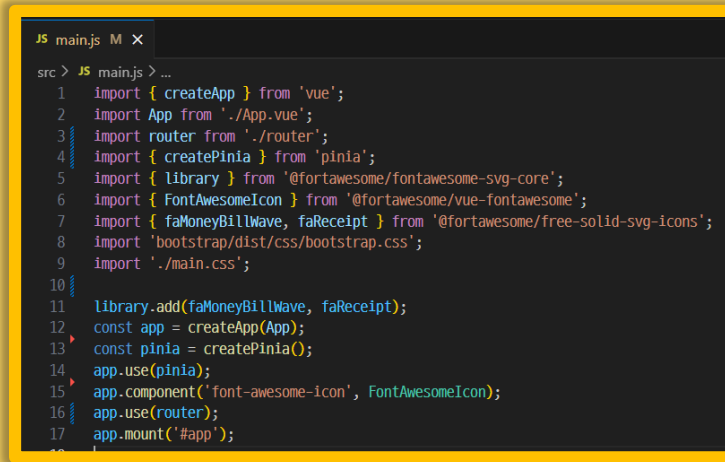 JS main.js M X
src > JS main.js > ...
1 import { createApp } from 'vue';
2 import App from './App.vue';
3 import router from './router';
4 import { createPinia } from 'pinia';
5 import { library } from '@fortawesome/fontawesome-svg-core';
6 import { FontAwesomeIcon } from '@fortawesome/vue-fontawesome';
7 import { faMoneyBillWave, faReceipt } from '@fortawesome/free-solid-svg-icons';
8 import 'bootstrap/dist/css/bootstrap.css';
9 import './main.css';
10
11 library.add(faMoneyBillWave, faReceipt);
12 const app = createApp(App);
13 const pinia = createPinia();
14 app.use(pinia);
15 app.component('font-awesome-icon', FontAwesomeIcon);
16 app.use(router);
17 app.mount('#app');